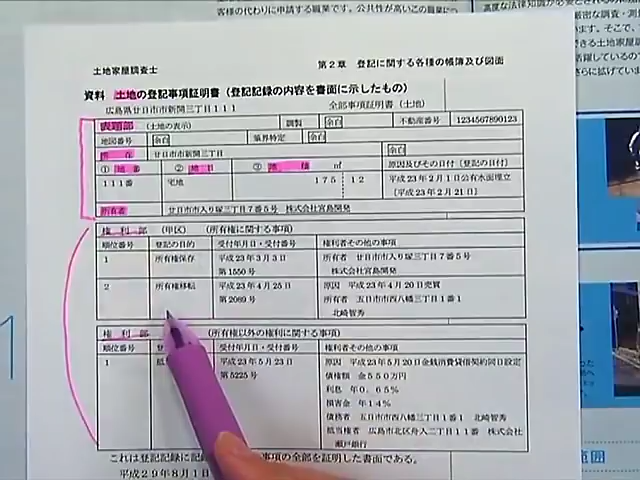 土地家屋調査士
第２章 登記に関する各種の帳簿及び図面
資料 土地の登記事項証明書（登記記録の内容を書面に示したもの）
広島県廿日市市新開三丁目１１１ 全部事項証明書（土地）
表題部 （土地の表示） 調製 余白 不動産番号 1234567890123
地図番号 余白 筆界特定 余白
所在 廿日市市新開三丁目 余白
① 地番 ② 地目 ③ 地積 ㎡ 原因及びその日付〔登記の日付〕
１１１番 宅地 １７５ １２ 平成２３年２月１日公有水面埋立
〔平成２３年２月２１日〕
所有者 廿日市市入り塚三丁目７番５号 株式会社宮島開発
権利部 （甲区） （所有権に関する事項）
順位番号 登記の目的 受付年月日・受付番号 権利者その他の事項
１ 所有権保存 平成２３年３月３日 所有者 廿日市市入り塚三丁目７番５号
第1550号 株式会社宮島開発
２ 所有権移転 平成２３年４月２５日 原因 平成２３年４月２０日売買
第2089号 所有者 五日市市西八幡三丁目１番１
北崎智秀
権利部 （所有権以外の権利に関する事項）
順位番号 受付年月日・受付番号 権利者その他の事項
１ 平成２３年５月２３日 原因 平成２３年５月２０日金銭消費貸借契約同日設定
第5225号 債権額 金５５０万円
利息 年０．６５％
損害金 年１４％
債務者 五日市市西八幡三丁目１番１ 北崎智秀
抵当権者 広島市北区舟入二丁目１１番 株式会社
瀬戸銀行
これは登記記録に記 事項の全部を証明した書面である。
平成２９年８月１
1
範囲